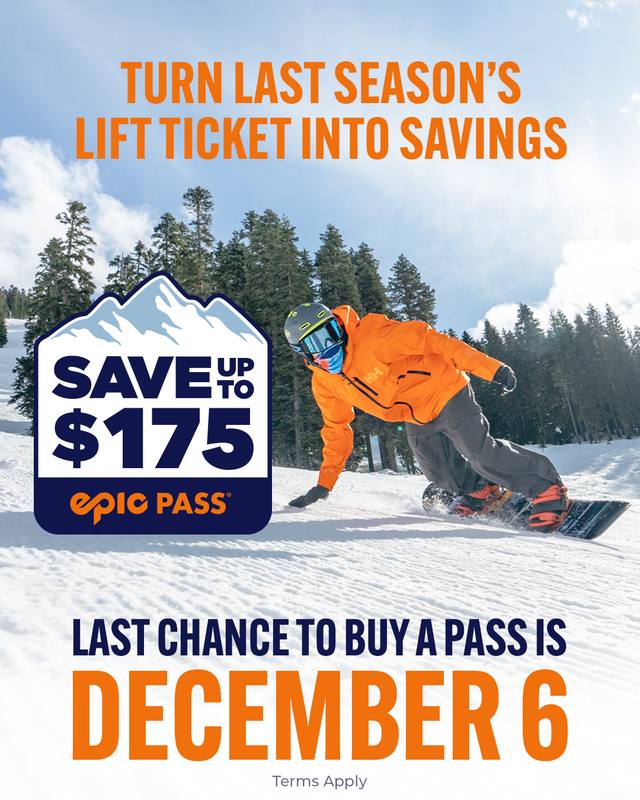 TURN LAST SEASON’S
LIFT TICKET INTO SAVINGS
SAVE UP TO
$175
epic PASS®
LAST CHANCE TO BUY A PASS IS
DECEMBER 6
Terms Apply